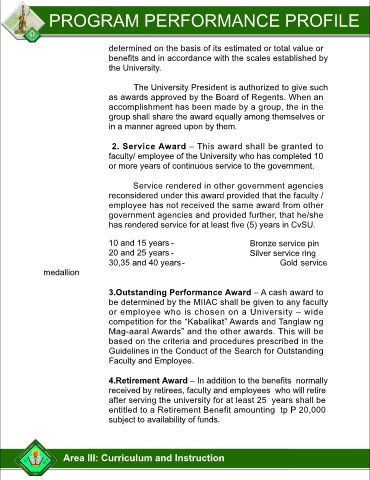 PROGRAM PERFORMANCE PROFILE
determined on the basis of its estimated or total value or
benefits and in accordance with the scales established by
the University.
The University President is authorized to give such
as awards approved by the Board of Regents. When an
accomplishment has been made by a group, the in the
group shall share the award equally among themselves or
in a manner agreed upon by them.
2. Service Award – This award shall be granted to
faculty/ employee of the University who has completed 10
or more years of continuous service to the government.
Service rendered in other government agencies
reconsidered under this award provided that the faculty /
employee has not received the same award from other
government agencies and provided further, that he/she
has rendered service for at least five (5) years in CvSU.
10 and 15 years - Bronze service pin
20 and 25 years - Silver service ring
30,35 and 40 years - Gold service
medallion
3.Outstanding Performance Award – A cash award to
be determined by the MIIAC shall be given to any faculty
or employee who is chosen on a University – wide
competition for the “Kabalikat” Awards and Tanglaw ng
Mag-aaral Awards” and the other awards. This will be
based on the criteria and procedures prescribed in the
Guidelines in the Conduct of the Search for Outstanding
Faculty and Employee.
4.Retirement Award – In addition to the benefits normally
received by retirees, faculty and employees who will retire
after serving the university for at least 25 years shall be
entitled to a Retirement Benefit amounting tp P 20,000
subject to availability of funds.
Area III: Curriculum and Instruction